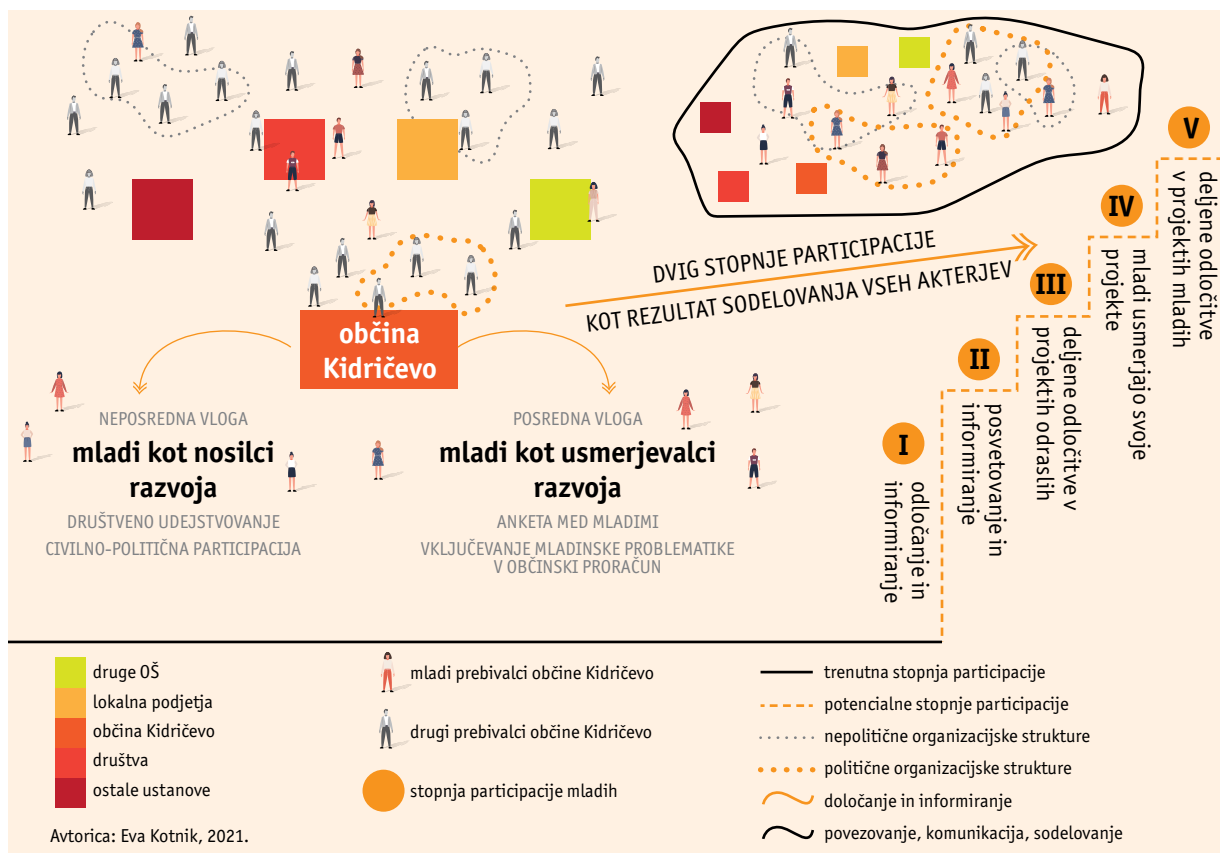 DVIG STOPNJE PARTICIPACIJE
KOT REZULTAT SODELOVANJA VSEH AKTERJEV
občina
Kidričevo
NEPOSREDNA VLOGA
mladi kot nosilci
razvoja
DRUŠTVENO UDEJSTVOVANJE
CIVILNO-POLITIČNA PARTICIPACIJA
POSREDNA VLOGA
mladi kot usmerjevalci
razvoja
ANKETA MED MLADIMI
VKLJUČEVANJE MLADINSKE PROBLEMATIKE
V OBČINSKI PRORAČUN
I
odločanje in
informiranje
II
posvetovanje in
informiranje
III
deljene odločitve v
projektih odraslih
IV
mladi usmerjajo svoje
projekte
V
deljene odločitve
v projektih mladih
druge OŠ
lokalna podjetja
občina Kidričevo
društva
ostale ustanove
mladi prebivalci občine Kidričevo
drugi prebivalci občine Kidričevo
stopnja participacije mladih
trenutna stopnja participacije
potencialne stopnje participacije
nepolitične organizacijske strukture
politične organizacijske strukture
določanje in informiranje
povezovanje, komunikacija, sodelovanje
Avtorica: Eva Kotnik, 2021.